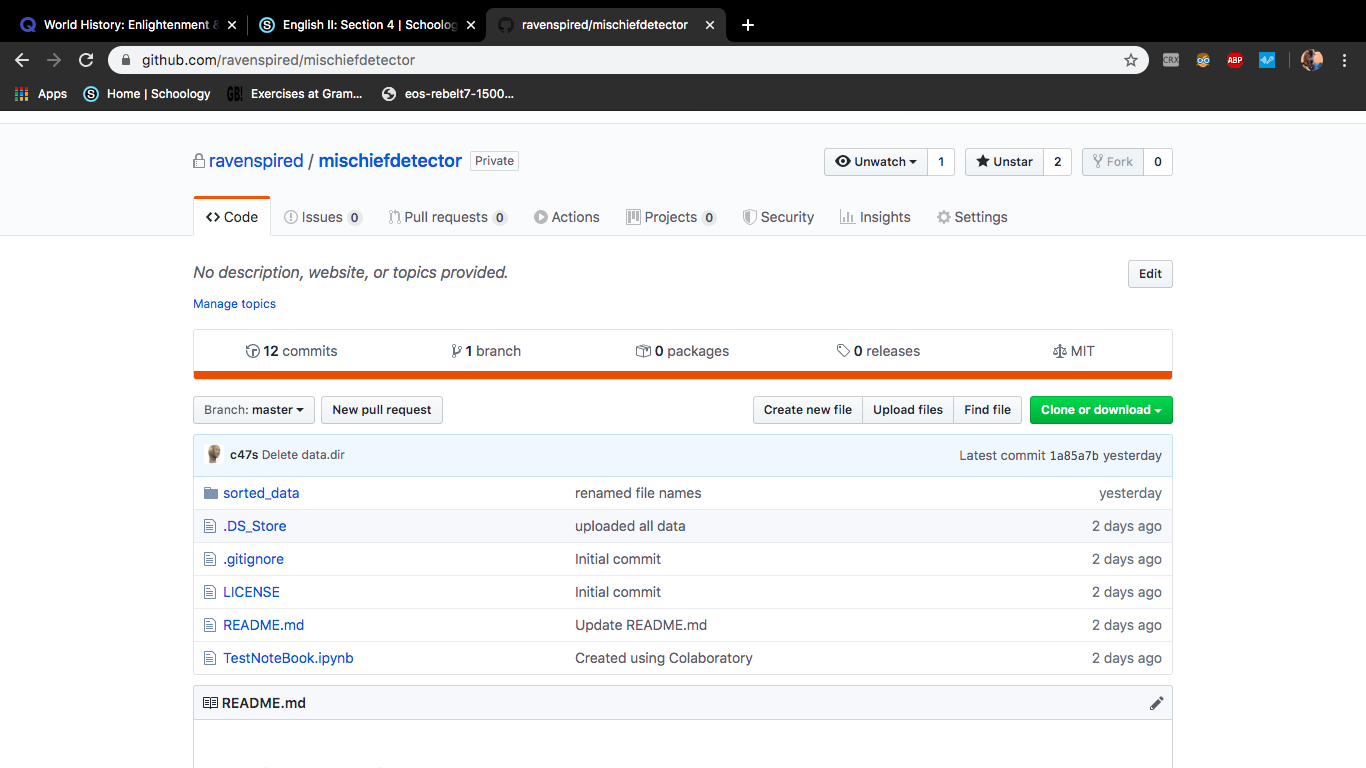 World History: Enlightenment &
English II: Section 4 | Schoolog
ravenspired/mischiefdetector
github.com/ravenspired/mischiefdetector
CRX
ABP
Apps
Home | Schoology
GB!
Exercises at Gram...
eos-rebelt7-1500...
ravenspired / mischiefdetector
Private
Unwatch
1
Unstar
2
Fork
0
Code
Issues 0
Pull requests 0
Actions
Projects 0
Security
Insights
Settings
No description, website, or topics provided.
Edit
Manage topics
12 commits
1 branch
0 packages
0 releases
MIT
Branch: master
New pull request
Create new file
Upload files
Find file
Clone or download
c47s Delete data.dir
Latest commit 1a85a7b yesterday
sorted_data
renamed file names
yesterday
.DS_Store
uploaded all data
2 days ago
.gitignore
Initial commit
2 days ago
LICENSE
Initial commit
2 days ago
README.md
Update README.md
2 days ago
TestNoteBook.ipynb
Created using Colaboratory
2 days ago
README.md